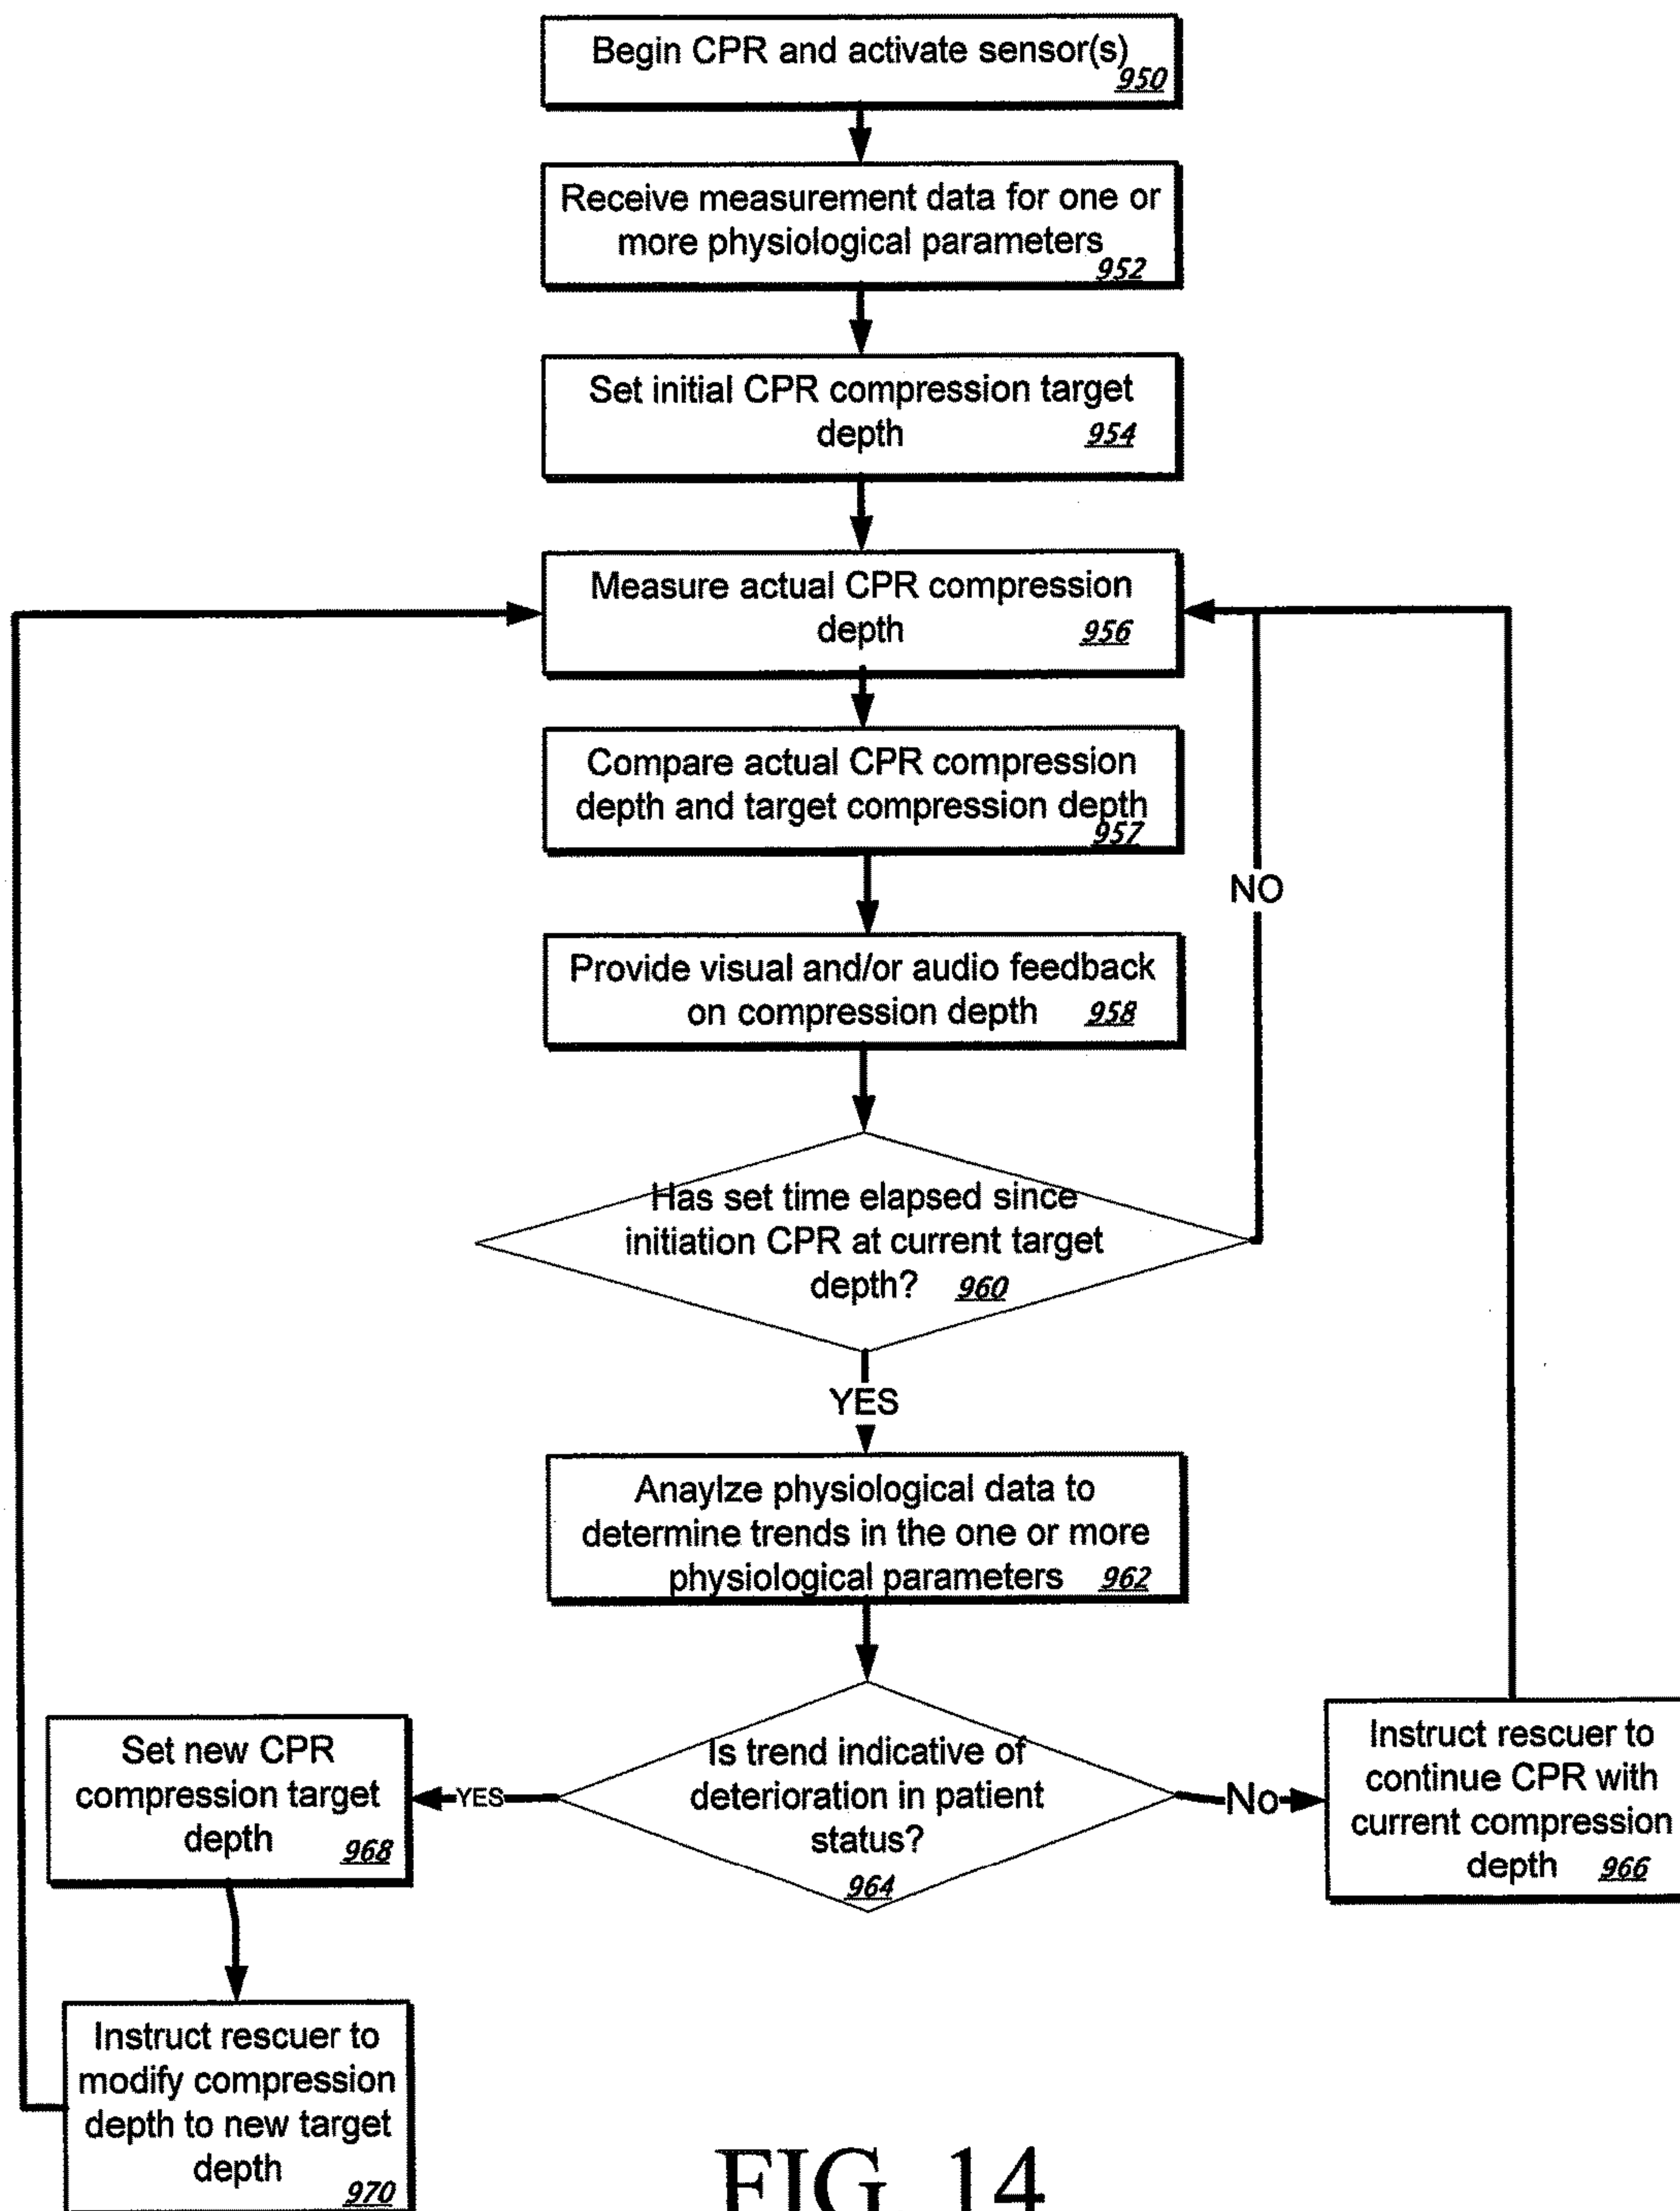 Begin CPR and activate sensor(s)
950
Receive measurement data for one or
more physiological parameters
952
Set initial CPR compression target
depth 954
Measure actual CPR compression
depth 956
Compare actual CPR compression
depth and target compression depth
957
NO
Provide visual and/or audio feedback
on compression depth 958
Has set time elapsed since
initiation CPR at current target
depth? 960
YES
Anaylze physiological data to
determine trends in the one or more
physiological parameters 962
Is trend indicative of
deterioration in patient
status?
964
YES
No
Set new CPR
compression target
depth 968
Instruct rescuer to
continue CPR with
current compression
depth 966
Instruct rescuer to
modify compression
depth to new target
depth
970
FIG. 14